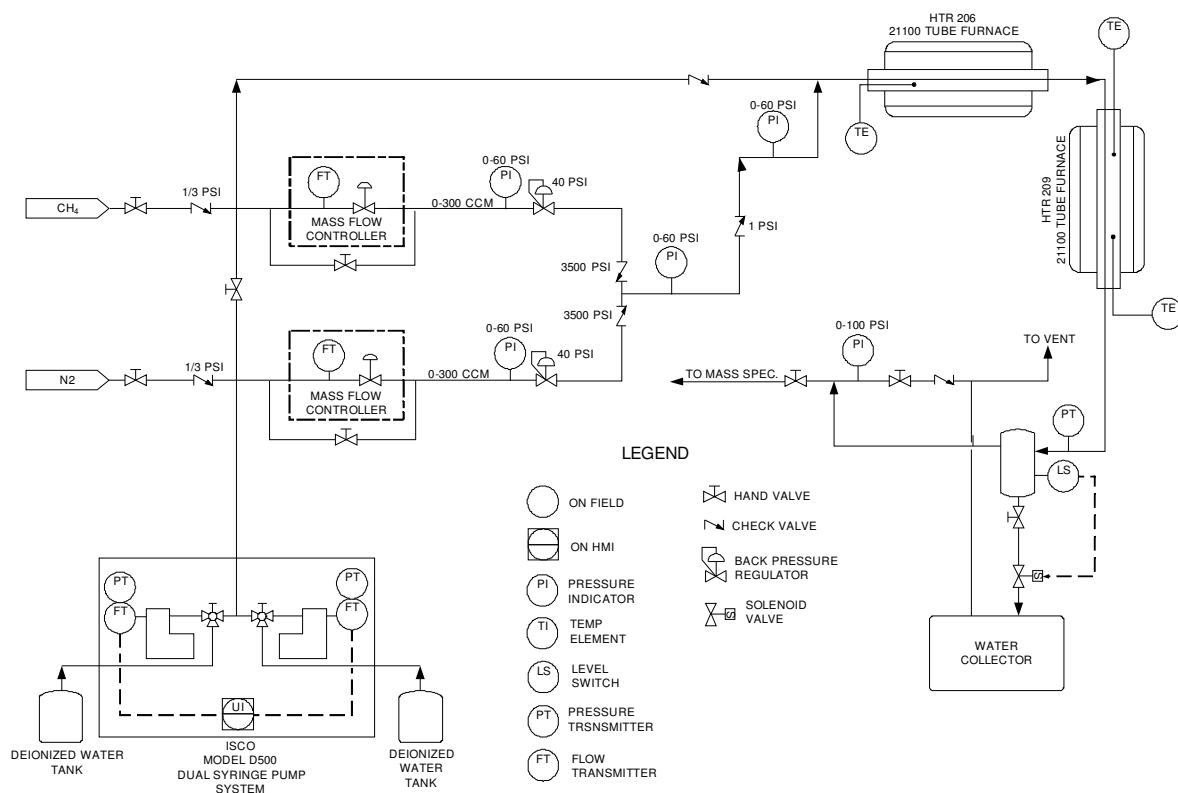 HTR 206
21100 TUBE FURNACE
TE
TE
HTR 209
21100 TUBE FURNACE
TE
0-60 PSI
PI
CH₄
1/3 PSI
FT
MASS FLOW
CONTROLLER
0-300 CCM
0-60 PSI
PI
40 PSI
1 PSI
0-60 PSI
PI
3500 PSI
3500 PSI
N2
1/3 PSI
FT
MASS FLOW
CONTROLLER
0-300 CCM
0-60 PSI
PI
40 PSI
TO MASS SPEC.
0-100 PSI
PI
TO VENT
PT
LS
S
WATER
COLLECTOR
PT
FT
PT
FT
UI
DEIONIZED WATER
TANK
ISCO
MODEL D500
DUAL SYRINGE PUMP
SYSTEM
DEIONIZED
WATER
TANK
LEGEND
ON FIELD
ON HMI
PI
PRESSURE
INDICATOR
TI
TEMP
ELEMENT
LS
LEVEL
SWITCH
PT
PRESSURE
TRSNSMITTER
FT
FLOW
TRANSMITTER
HAND VALVE
CHECK VALVE
BACK PRESSURE
REGULATOR
S
SOLENOID
VALVE